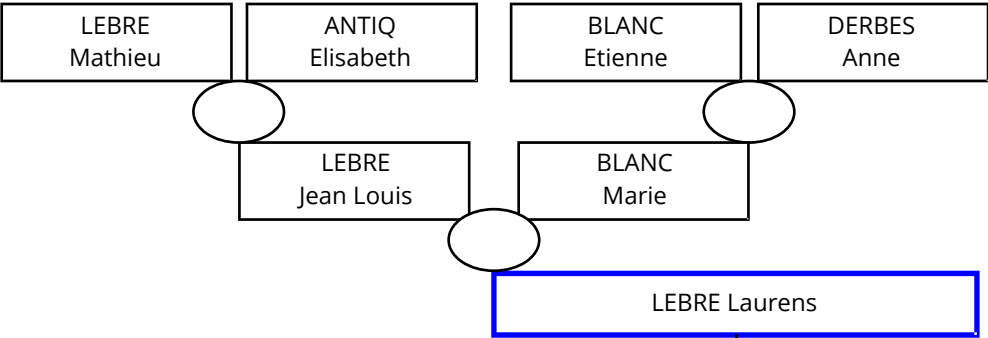 LEBRE
Mathieu
ANTIQ
Elisabeth
BLANC
Etienne
DERBES
Anne
LEBRE
Jean Louis
BLANC
Marie
LEBRE Laurens